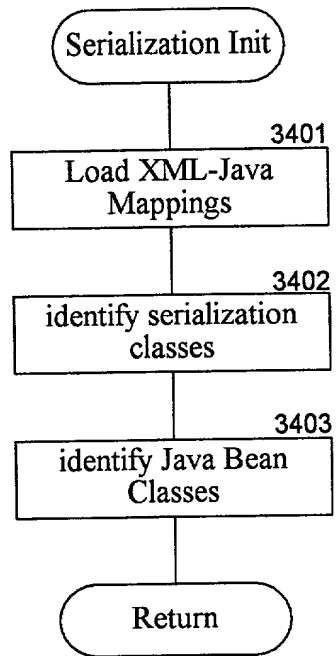 Serialization Init
3401
Load XML-Java
Mappings
3402
identify serialization
classes
3403
identify Java Bean
Classes
Return